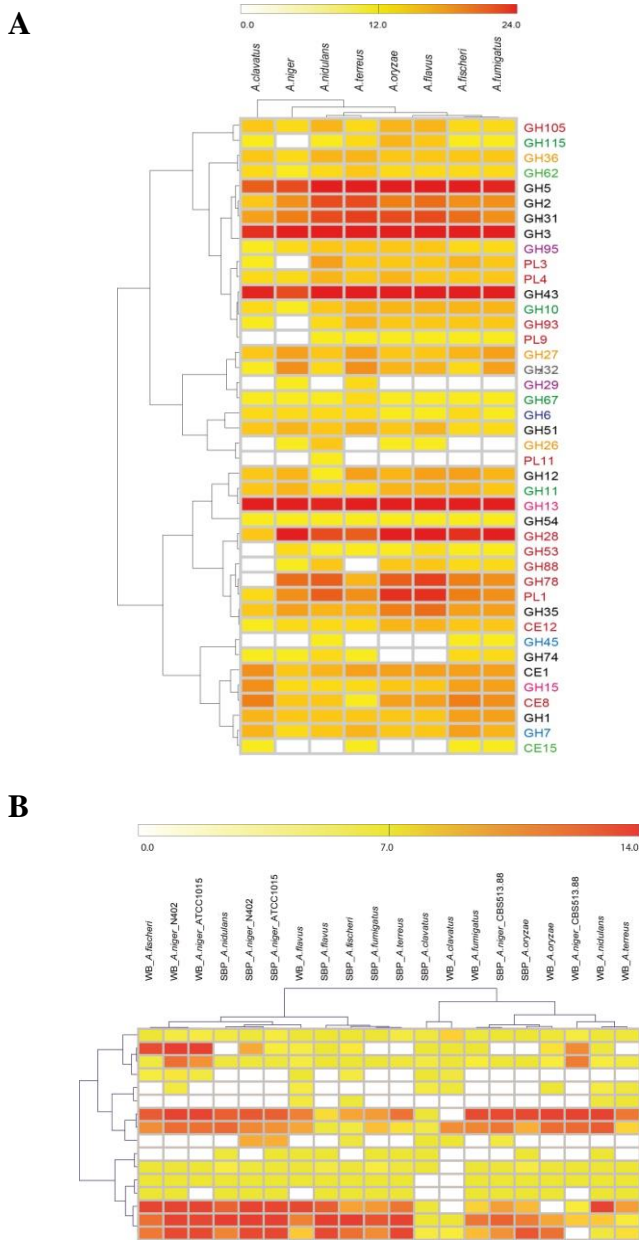 A
0.0 12.0 24.0
A.clavatus
A.niger
A.nidulans
A.terreus
A.oryzae
A.flavus
A.fischeri
A.fumigatus
GH105
GH115
GH36
GH62
GH5
GH2
GH31
GH3
GH95
PL3
PL4
GH43
GH10
GH93
PL9
GH27
GH32
GH29
GH67
GH6
GH51
GH26
PL11
GH12
GH11
GH13
GH54
GH28
GH53
GH88
GH78
PL1
GH35
CE12
GH45
GH74
CE1
GH15
CE8
GH1
GH7
CE15
B
0.0 7.0 14.0
WB_A.fischeri
WB_A.niger_N402
WB_A.niger_ATCC1015
SBP_A.nidulans
SBP_A.niger_N402
SBP_A.niger_ATCC1015
WB_A.flavus
SBP_A.flavus
SBP_A.fischeri
SBP_A.fumigatus
SBP_A.terreus
SBP_A.clavatus
WB_A.clavatus
WB_A.fumigatus
SBP_A.niger_CBS513.88
SBP_A.oryzae
WB_A.oryzae
WB_A.niger_CBS513.88
WB_A.nidulans
WB_A.terreus